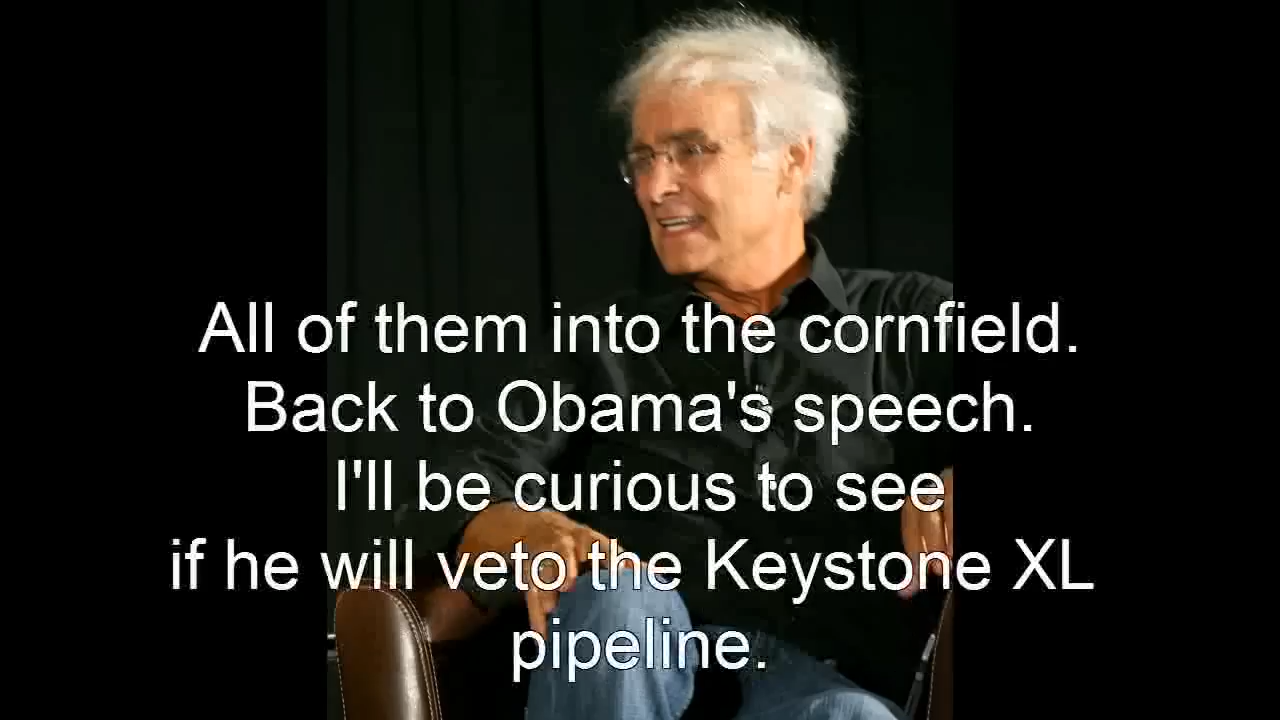 All of them into the cornfield.
Back to Obama's speech.
I'll be curious to see
if he will veto the Keystone XL
pipeline.